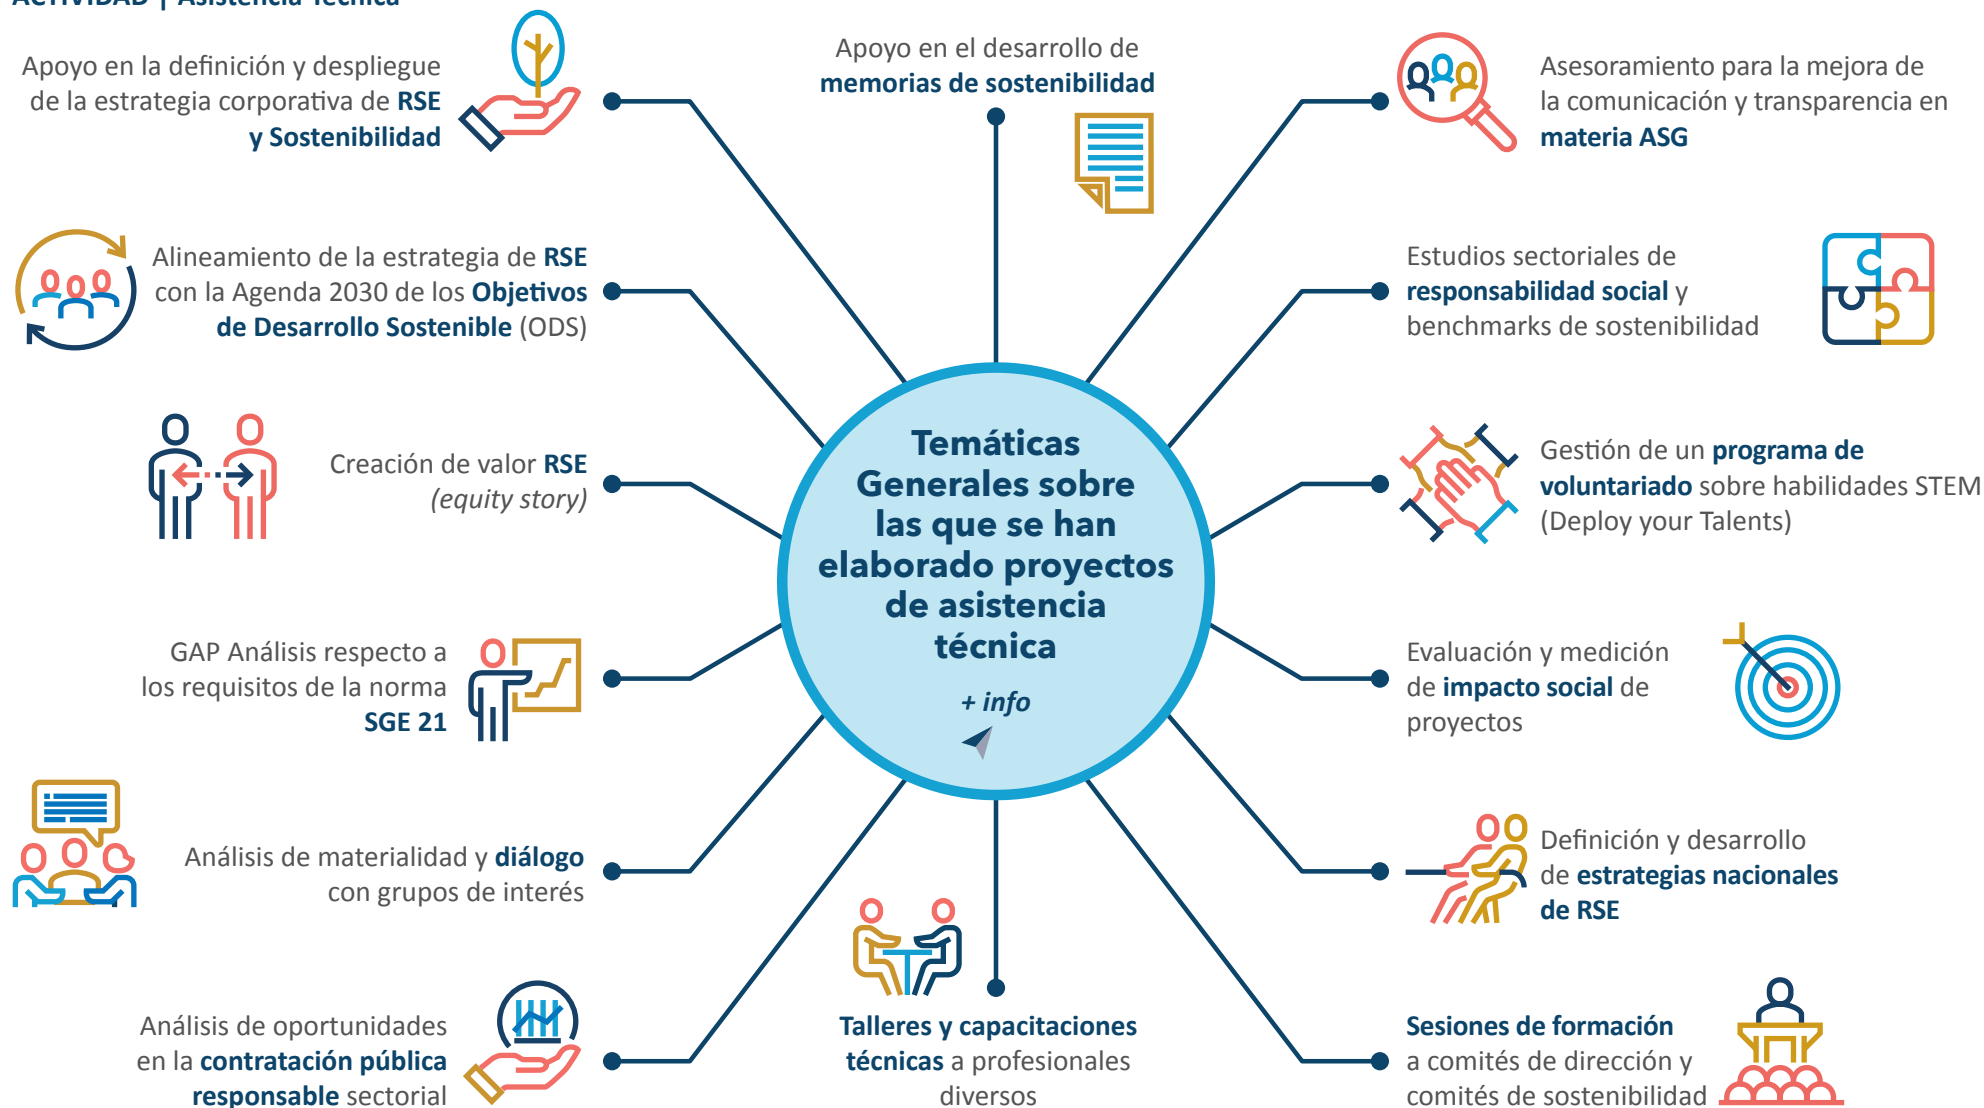 ACTIVIDAD | Asistencia Técnica
Apoyo en la definición y despliegue
de la estrategia corporativa de RSE
y Sostenibilidad
Alineamiento de la estrategia de RSE
con la Agenda 2030 de los Objetivos
de Desarrollo Sostenible (ODS)
Creación de valor RSE
(equity story)
GAP Análisis respecto a
los requisitos de la norma
SGE 21
Análisis de materialidad y diálogo
con grupos de interés
Análisis de oportunidades
en la contratación pública
responsable sectorial
Apoyo en el desarrollo de
memorias de sostenibilidad
Temáticas
Generales sobre
las que se han
elaborado proyectos
de asistencia
técnica
+ info
Talleres y capacitaciones
técnicas a profesionales
diversos
Asesoramiento para la mejora de
la comunicación y transparencia en
materia ASG
Estudios sectoriales de
responsabilidad social y
benchmarks de sostenibilidad
Gestión de un programa de
voluntariado sobre habilidades STEM
(Deploy your Talents)
Evaluación y medición
de impacto social de
proyectos
Definición y desarrollo
de estrategias nacionales
de RSE
Sesiones de formación
a comités de dirección y
comités de sostenibilidad